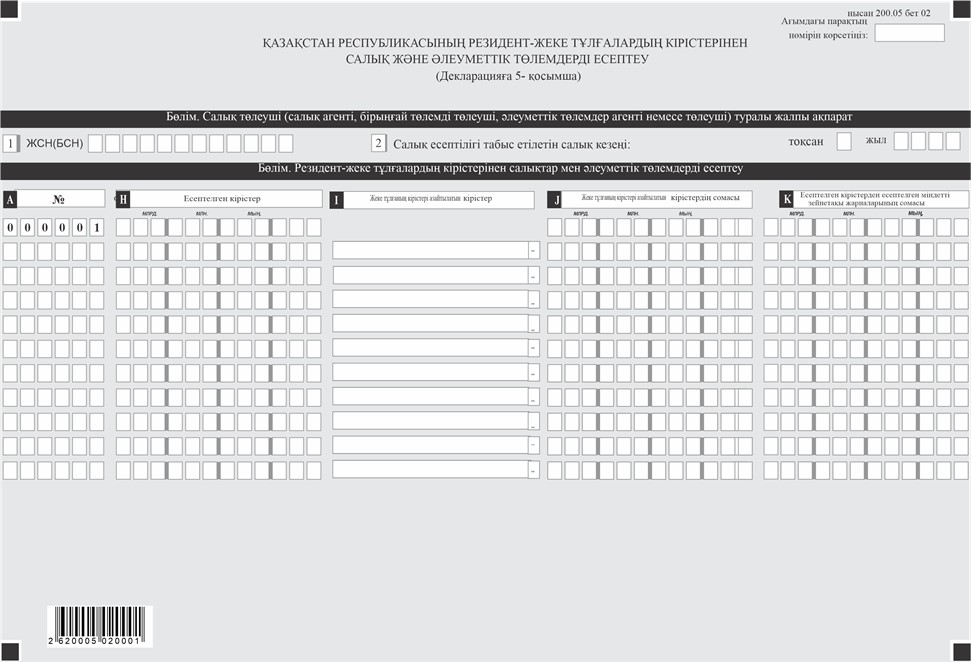 нысан 200.05 бет 02
Ағымдағы парақтың
нөмірін көрсетіңіз:
ҚАЗАҚСТАН РЕСПУБЛИКАСЫНЫҢ РЕЗИДЕНТ-ЖЕКЕ ТҰЛҒАЛАРДЫҢ КІРІСТЕРІНЕН
САЛЫҚ ЖӘНЕ ӘЛЕУМЕТТІК ТӨЛЕМДЕРДІ ЕСЕПТЕУ
(Декларацияға 5- қосымша)
Бөлім. Салық төлеуші (салық агенті, бірыңғай төлемді төлеуші, әлеуметтік төлемдер агенті немесе төлеуші) туралы жалпы ақпарат
1 ЖСН(БСН) 2 Салық есептілігі табыс етілетін салық кезеңі: тоқсан жыл
Бөлім. Резидент-жеке тұлғалардың кірістерінен салықтар мен әлеуметтік төлемдерді есептеу
A № H Есептелген кірістер I Жеке тұлғаның кірістері азайтылатын кірістер J Жеке тұлғаның кірістері азайтылатын кірістердің сомасы K Есептелген кірістерден есептелген міндетті
зейнетақы жарналарының сомасы
МЛРД. МЛН. МЫҢ. МЛРД. МЛН. МЫҢ. МЛРД. МЛН. МЫҢ.
0 0 0 0 0 1
2 620005 020001